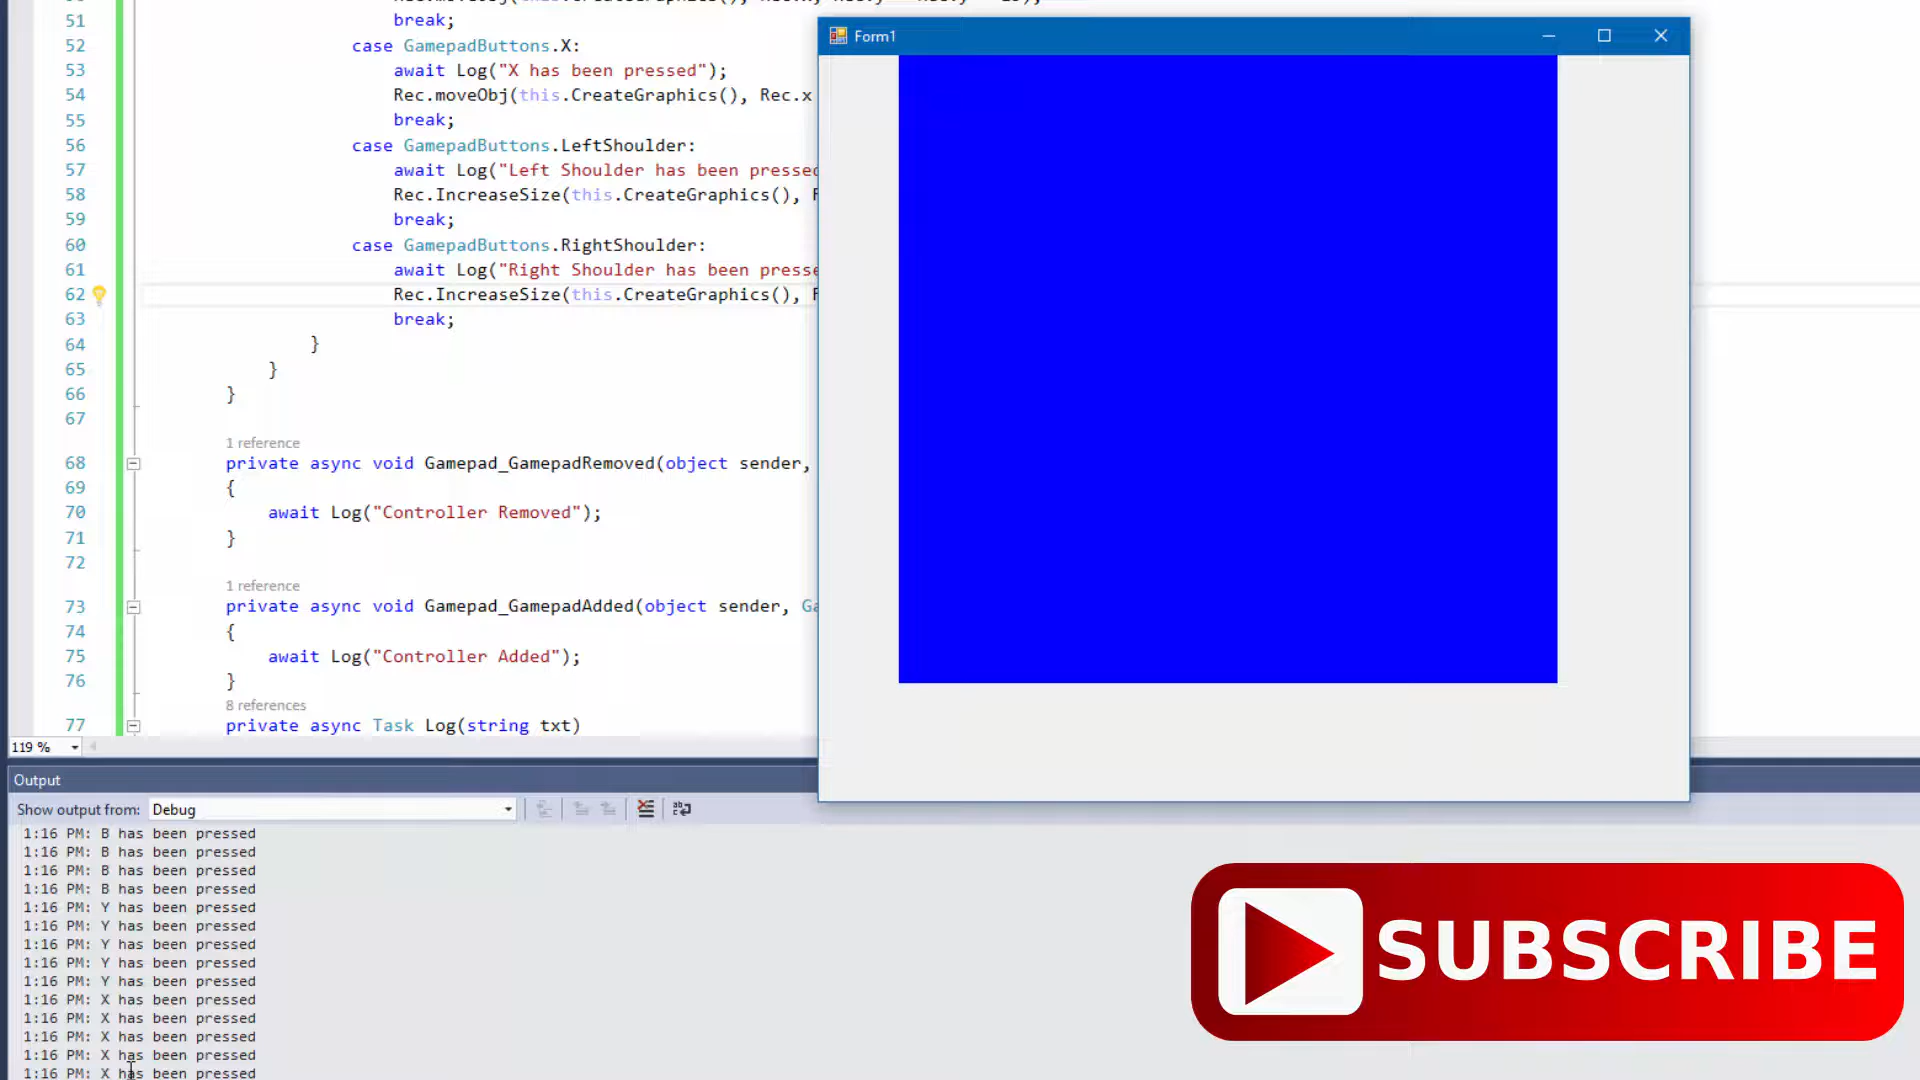 51 break;
52 case GamepadButtons.X:
53 await Log("X has been pressed");
54 Rec.moveObj(this.CreateGraphics(), Rec.x
55 break;
56 case GamepadButtons.LeftShoulder:
57 await Log("Left Shoulder has been pressed
58 Rec.IncreaseSize(this.CreateGraphics(),
59 break;
60 case GamepadButtons.RightShoulder:
61 await Log("Right Shoulder has been presse
62 Rec.IncreaseSize(this.CreateGraphics(),
63 break;
64 }
65 }
66 }
67
1 reference
68 private async void Gamepad_GamepadRemoved(object sender,
69 {
70 await Log("Controller Removed");
71 }
72
1 reference
73 private async void Gamepad_GamepadAdded(object sender, Ga
74 {
75 await Log("Controller Added");
76 }
8 references
77 private async Task Log(string txt)
119 %
Form1
Output
Show output from: Debug
1:16 PM: B has been pressed
1:16 PM: B has been pressed
1:16 PM: B has been pressed
1:16 PM: B has been pressed
1:16 PM: Y has been pressed
1:16 PM: Y has been pressed
1:16 PM: Y has been pressed
1:16 PM: Y has been pressed
1:16 PM: Y has been pressed
1:16 PM: X has been pressed
1:16 PM: X has been pressed
1:16 PM: X has been pressed
1:16 PM: X has been pressed
1:16 PM: X has been pressed
SUBSCRIBE